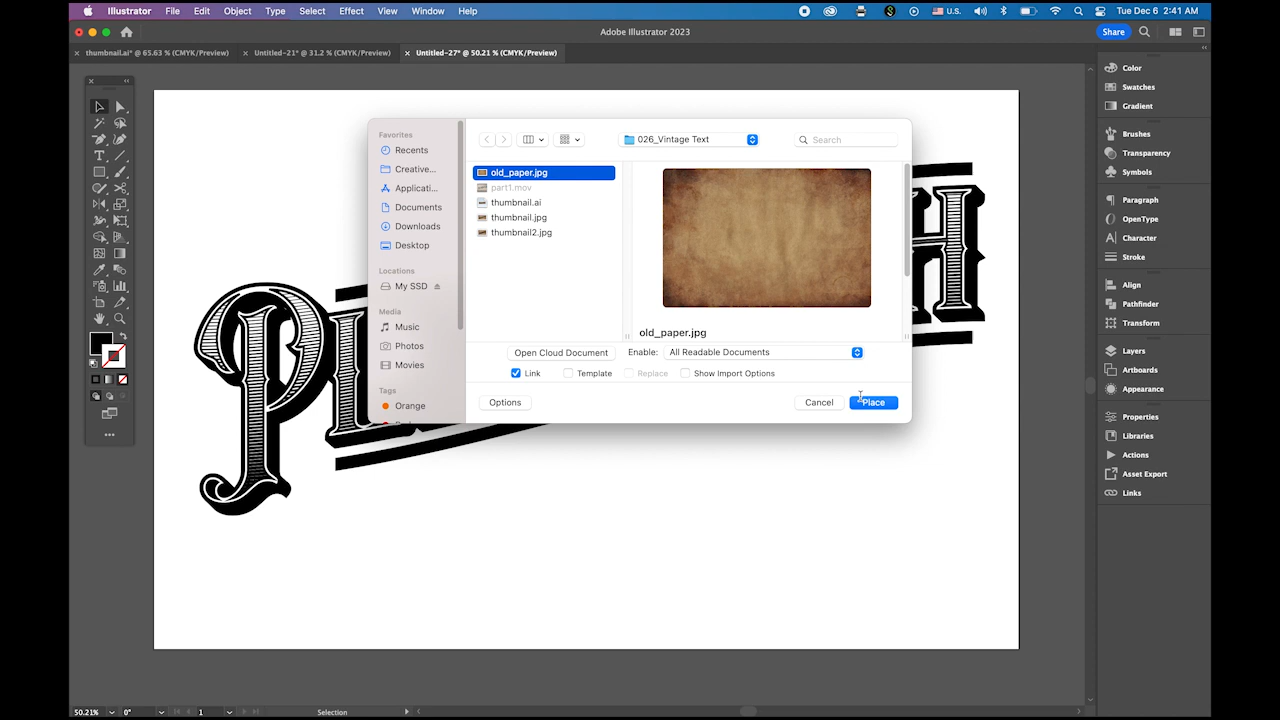 Illustrator File Edit Object Type Select Effect View Window Help U.S. Tue Dec 6 2:41 AM
Adobe Illustrator 2023
Share
thumbnail.ai* @ 65.63 % (CMYK/Preview)
Untitled-21* @ 31.2 % (CMYK/Preview)
Untitled-27* @ 50.21 % (CMYK/Preview)
Favorites
Recents
Creative...
Applicati...
Documents
Downloads
Desktop
Locations
My SSD
Media
Music
Photos
Movies
Tags
Orange
026_Vintage Text
Search
old_paper.jpg
part1.mov
thumbnail.ai
thumbnail.jpg
thumbnail2.jpg
old_paper.jpg
Open Cloud Document
Enable: All Readable Documents
Link
Template
Replace
Show Import Options
Options
Cancel
Place
Color
Swatches
Gradient
Brushes
Transparency
Symbols
Paragraph
OpenType
Character
Stroke
Align
Pathfinder
Transform
Layers
Artboards
Appearance
Properties
Libraries
Actions
Asset Export
Links
50.21% 0° 1 Selection